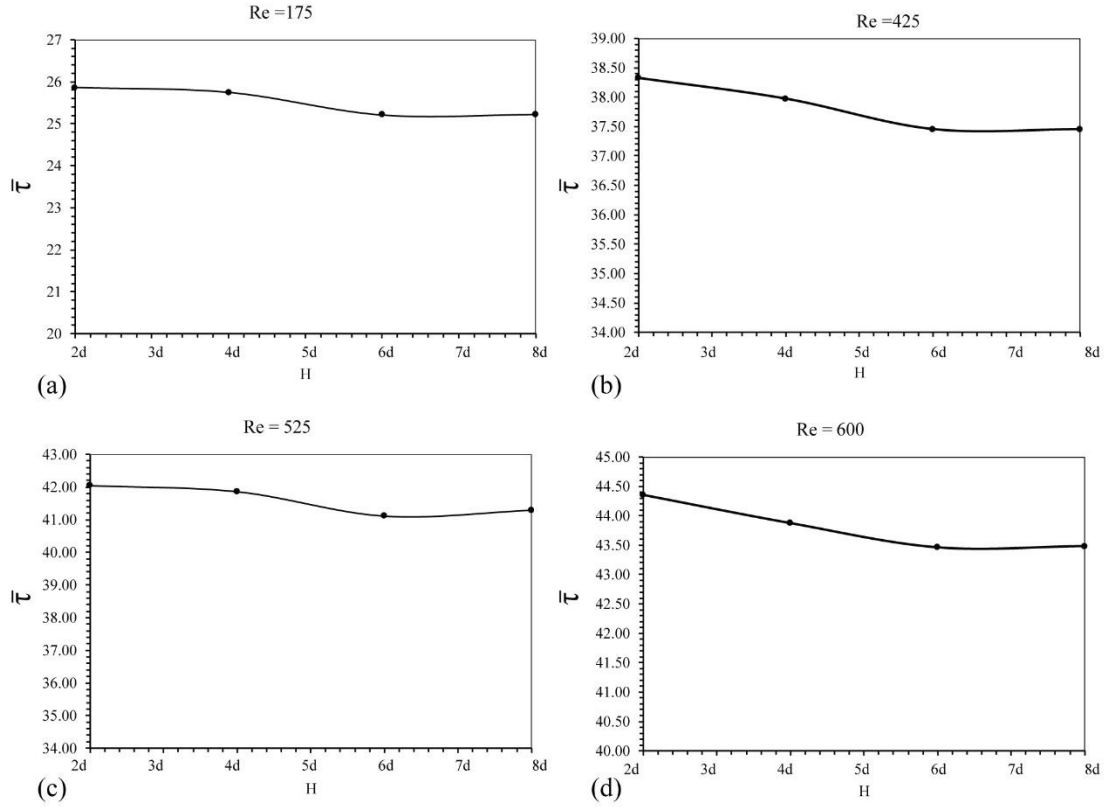 Re =175
27
26
25
24
23
22
21
20
τ̿
2d 3d 4d 5d 6d 7d 8d
H
(a)
Re =425
39.00
38.50
38.00
37.50
37.00
36.50
36.00
35.50
35.00
34.50
34.00
τ̿
2d 3d 4d 5d 6d 7d 8d
H
(b)
Re = 525
43.00
42.00
41.00
40.00
39.00
38.00
37.00
36.00
35.00
34.00
τ̿
2d 3d 4d 5d 6d 7d 8d
H
(c)
Re = 600
45.00
44.50
44.00
43.50
43.00
42.50
42.00
41.50
41.00
40.50
40.00
τ̿
2d 3d 4d 5d 6d 7d 8d
H
(d)